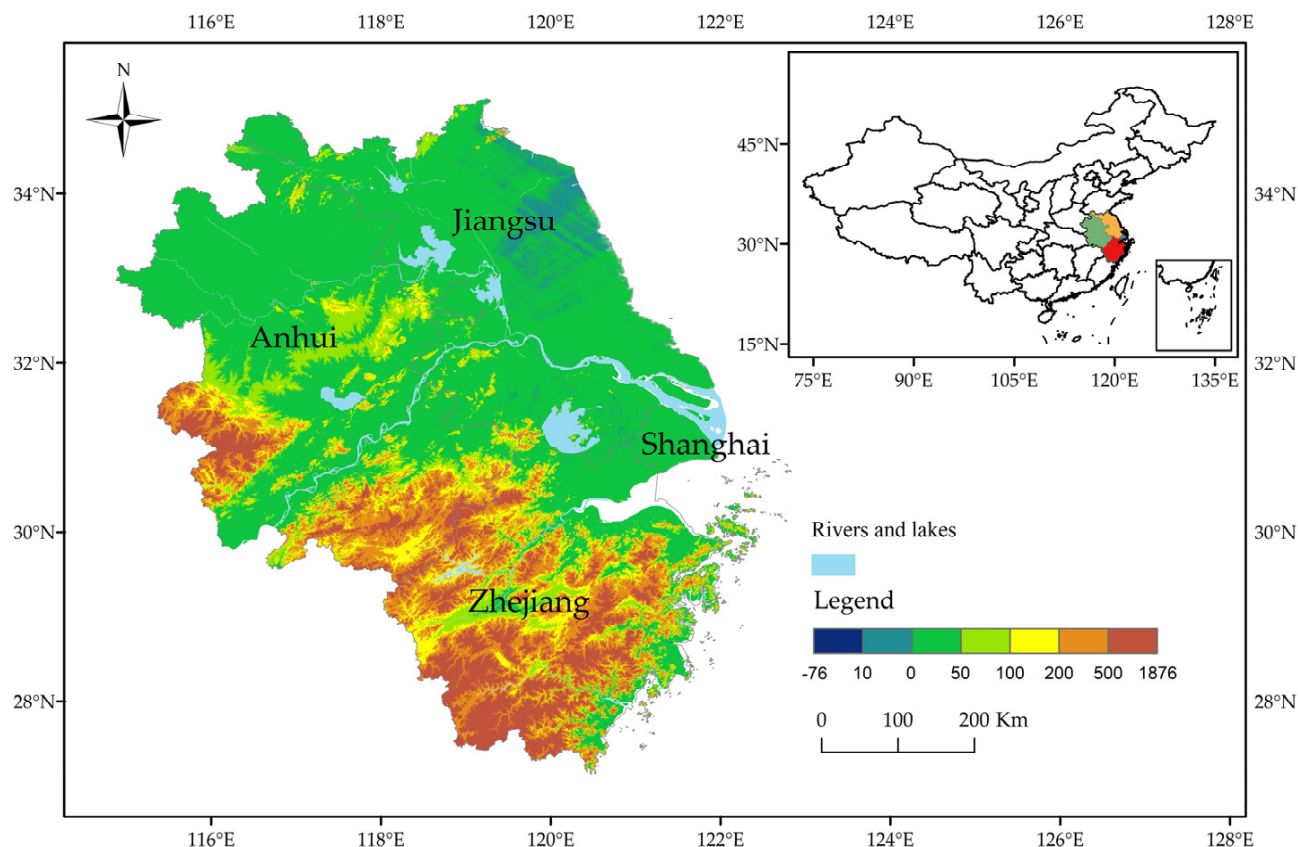 116°E 118°E 120°E 122°E 124°E 126°E 128°E
N
45°N
34°N 34°N
Jiangsu
30°N
Anhui
32°N 15°N 32°N
75°E 90°E 105°E 120°E 135°E
Shanghai
30°N Rivers and lakes 30°N
Zhejiang
Legend
-76 10 0 50 100 200 500 1876
28°N 28°N
0 100 200 Km
116°E 118°E 120°E 122°E 124°E 126°E 128°E